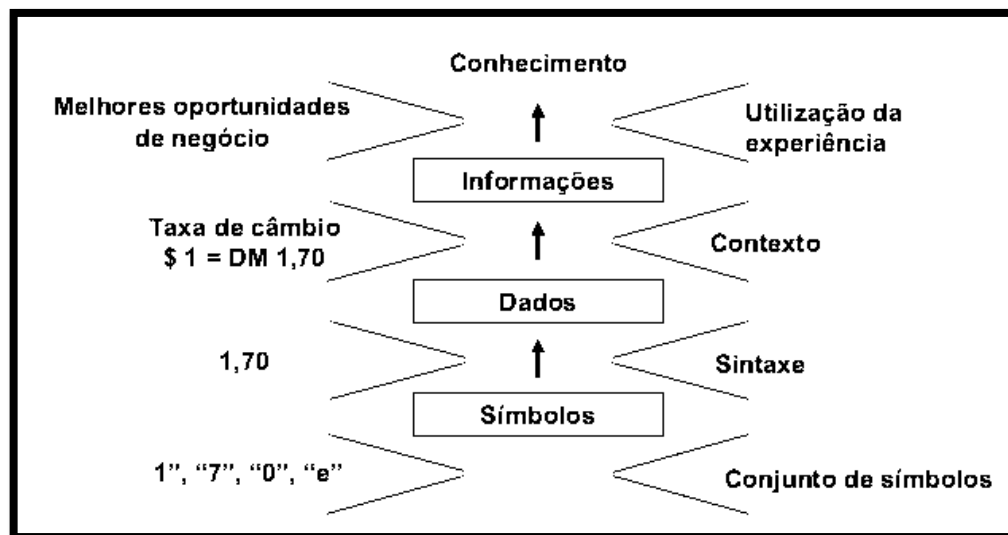 Conhecimento
Melhores oportunidades
de negócio
Utilização da
experiência
Informações
Taxa de câmbio
$ 1 = DM 1,70
Contexto
Dados
1,70
Sintaxe
Símbolos
1”, “7”, “0”, “e”
Conjunto de símbolos